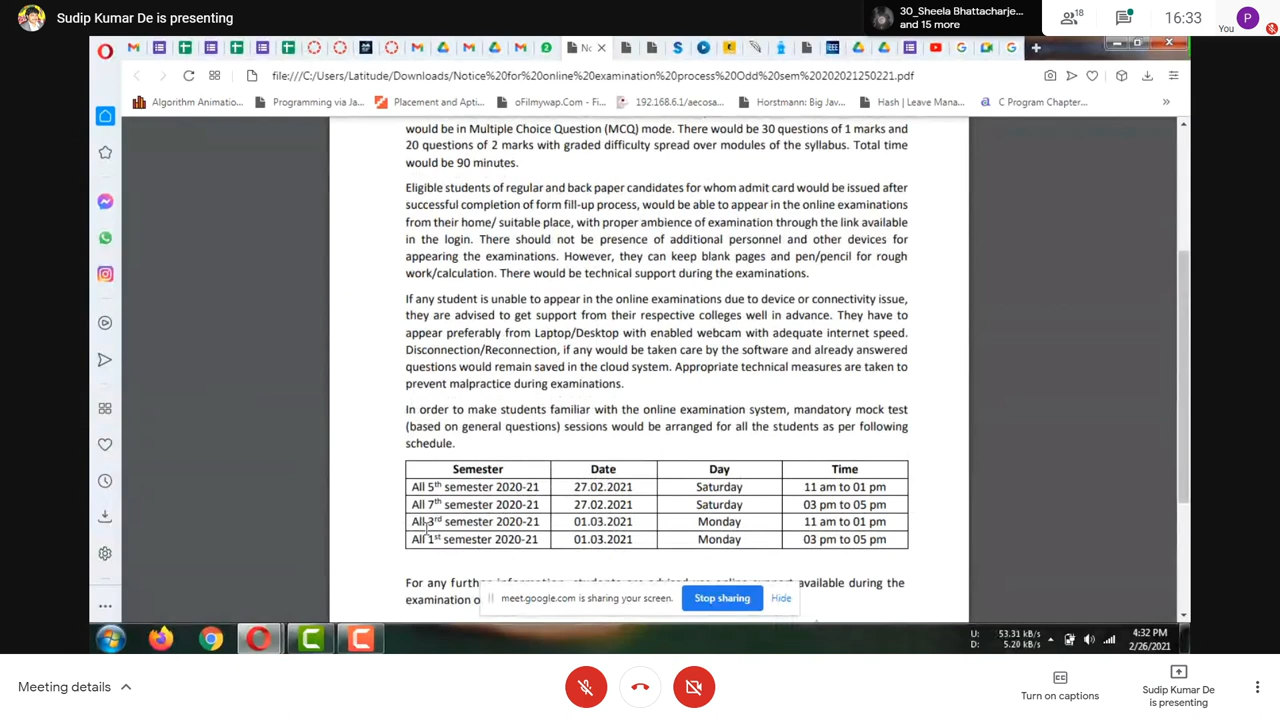 Sudip Kumar De is presenting
30_Sheela Bhattacharje...
and 15 more
18
16:33
You
P
No
2
file:///C:/Users/Latitude/Downloads/Notice%20for%20online%20examination%20process%20Odd%20sem%202020­21250221.pdf
Algorithm Animatio...
Programming via Ja...
Placement and Apti...
oFilmywap.Com - Fi...
192.168.6.1/aecosa...
Horstmann: Big Jav...
Hash | Leave Mana...
C Program Chapter...
would be in Multiple Choice Question (MCQ) mode. There would be 30 questions of 1 marks and
20 questions of 2 marks with graded difficulty spread over modules of the syllabus. Total time
would be 90 minutes.
Eligible students of regular and back paper candidates for whom admit card would be issued after
successful completion of form fill-up process, would be able to appear in the online examinations
from their home/ suitable place, with proper ambience of examination through the link available
in the login. There should not be presence of additional personnel and other devices for
appearing the examinations. However, they can keep blank pages and pen/pencil for rough
work/calculation. There would be technical support during the examinations.
If any student is unable to appear in the online examinations due to device or connectivity issue,
they are advised to get support from their respective colleges well in advance. They have to
appear preferably from Laptop/Desktop with enabled webcam with adequate internet speed.
Disconnection/Reconnection, if any would be taken care by the software and already answered
questions would remain saved in the cloud system. Appropriate technical measures are taken to
prevent malpractice during examinations.
In order to make students familiar with the online examination system, mandatory mock test
(based on general questions) sessions would be arranged for all the students as per following
schedule.
Semester Date Day Time
All 5th semester 2020-21 27.02.2021 Saturday 11 am to 01 pm
All 7th semester 2020-21 27.02.2021 Saturday 03 pm to 05 pm
All 3rd semester 2020-21 01.03.2021 Monday 11 am to 01 pm
All 1st semester 2020-21 01.03.2021 Monday 03 pm to 05 pm
For any further information, students are advised use online support available during the
examination o
meet.google.com is sharing your screen. Stop sharing Hide
U: 53.31 kB/s
D: 5.20 kB/s
4:32 PM
2/26/2021
Meeting details
Turn on captions
Sudip Kumar De
is presenting